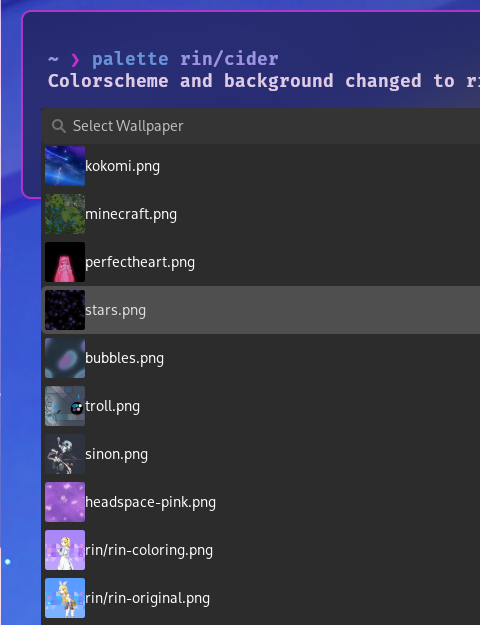 ~ ❯ palette rin/cider
Colorscheme and background changed to
Select Wallpaper
kokomi.png
minecraft.png
perfectheart.png
stars.png
bubbles.png
troll.png
sinon.png
headspace-pink.png
rin/rin-coloring.png
rin/rin-original.png